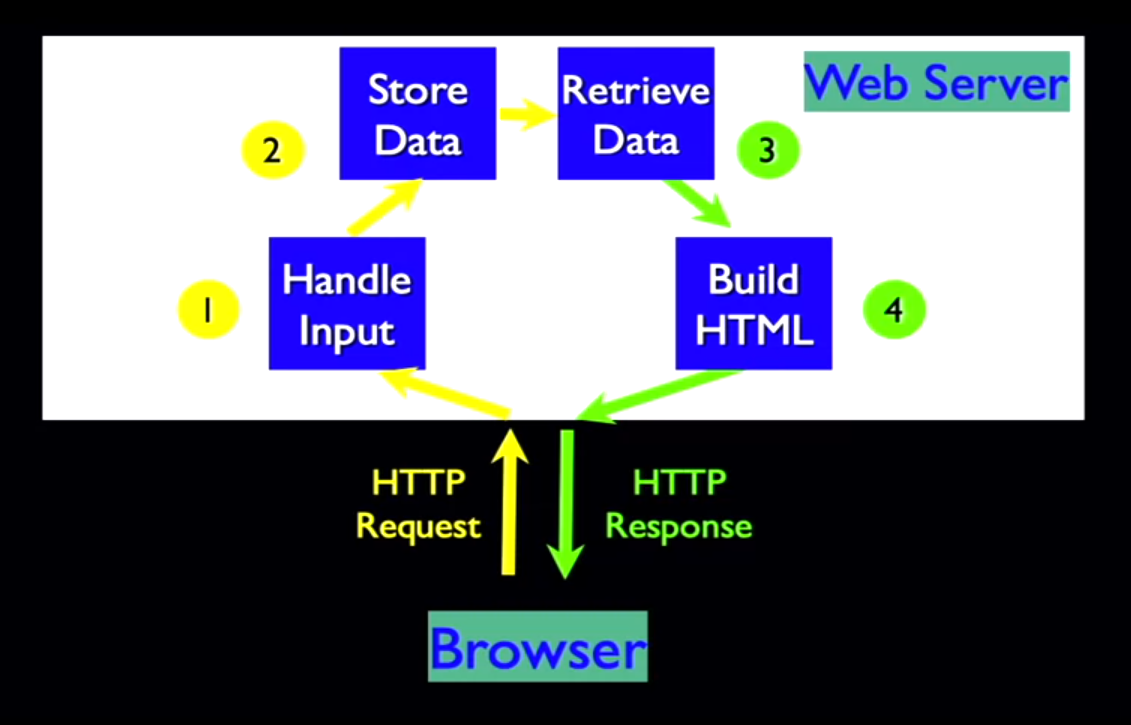 Web Server
Store
Data
Retrieve
Data
2
3
Handle
Input
Build
HTML
1
4
HTTP
Request
HTTP
Response
Browser